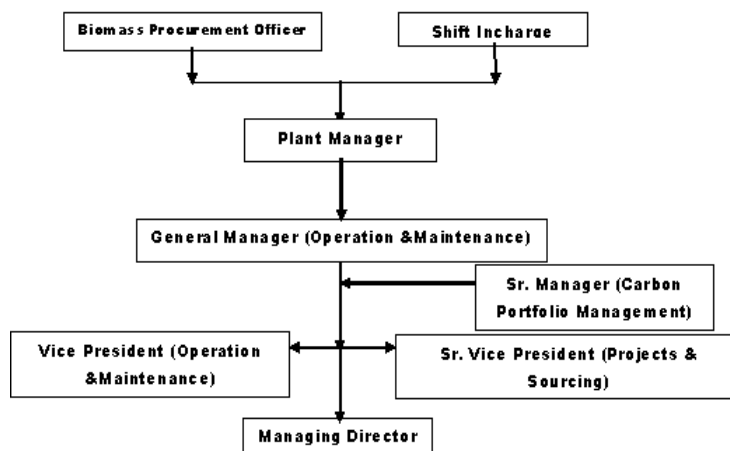 Biomass Procurement Officer
Shift Incharge
Plant Manager
General Manager (Operation &Maintenance)
Sr. Manager (Carbon
Portfolio Management)
Vice President (Operation
&Maintenance)
Sr. Vice President (Projects &
Sourcing)
Managing Director